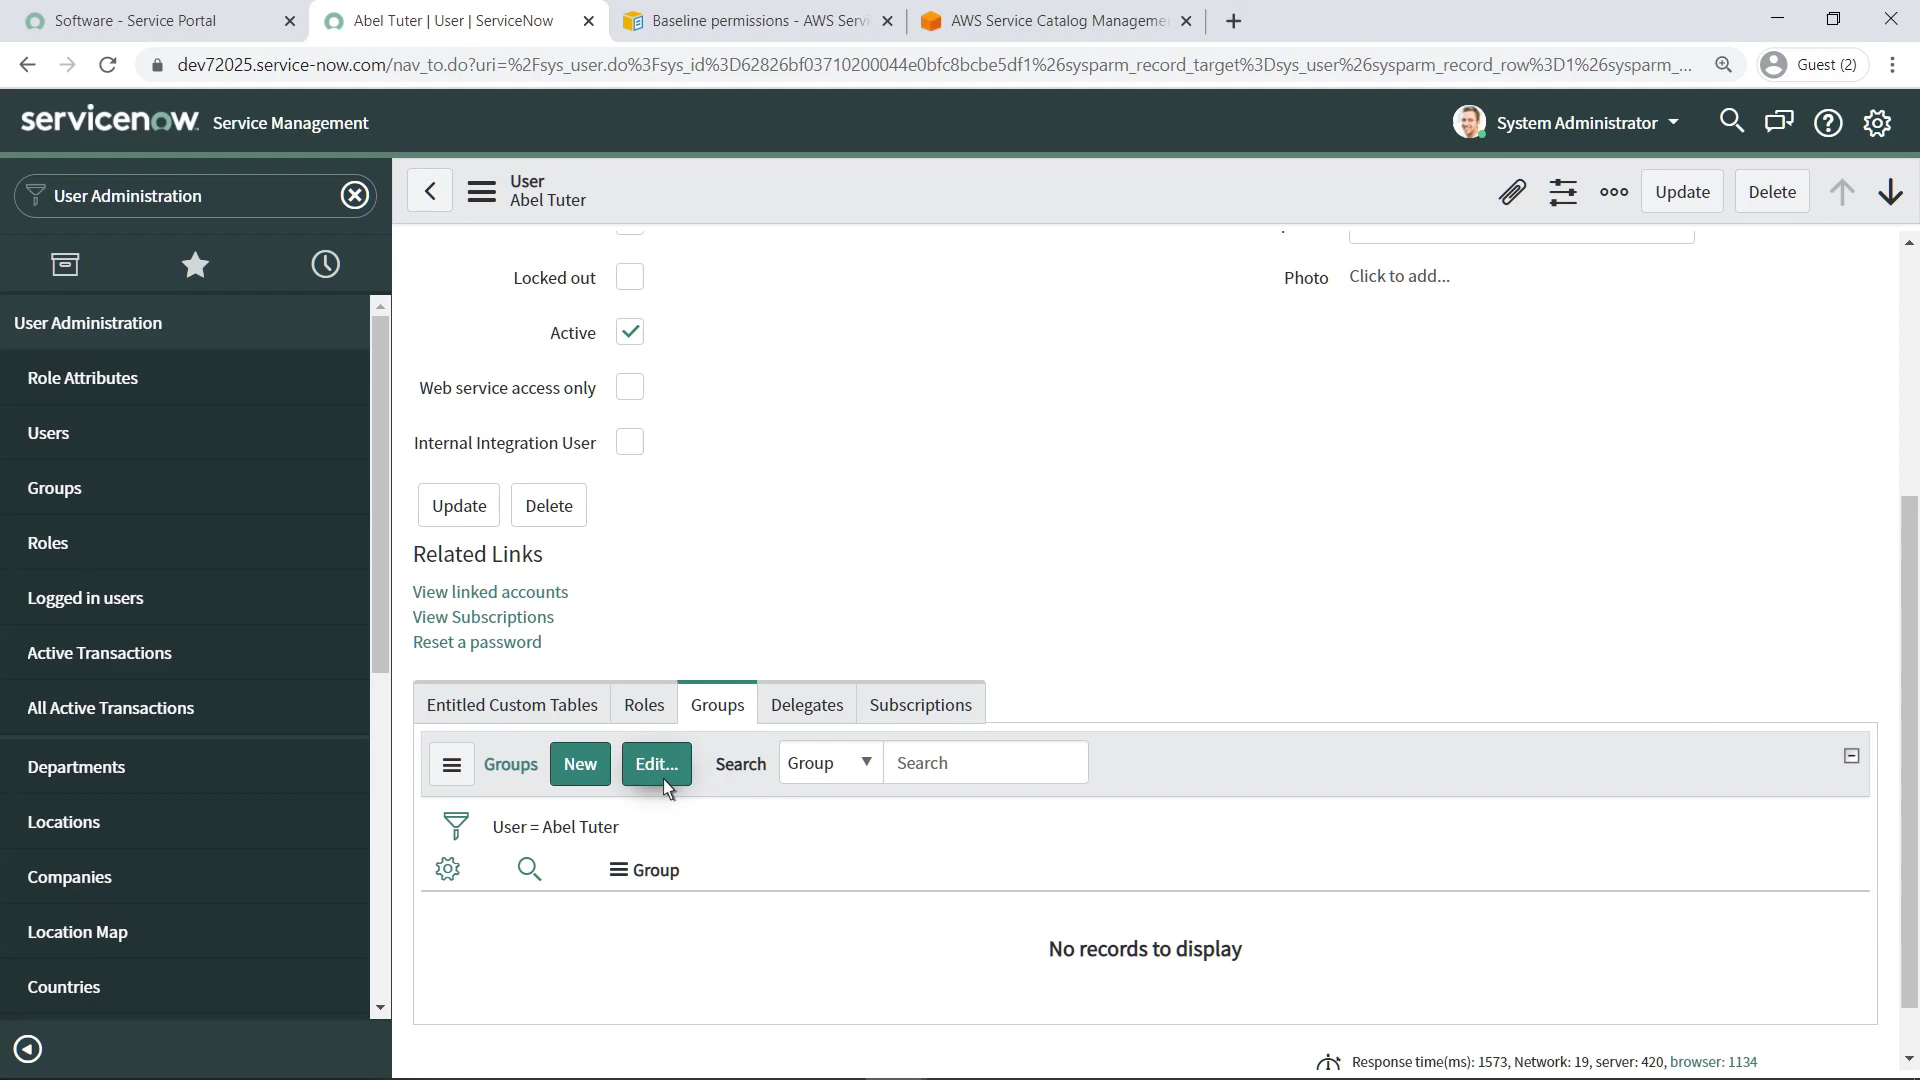 Software - Service Portal
Abel Tuter | User | ServiceNow
Baseline permissions - AWS Servi
AWS Service Catalog Manageme
dev72025.service-now.com/nav_to.do?uri=%2Fsys_user.do%3Fsys_id%3D62826bf03710200044e0bfc8bcbe5df1%26sysparm_record_target%3Dsys_user%26sysparm_record_row%3D1%26sysparm_...
Guest (2)
servicenow Service Management
System Administrator
User Administration
User
Abel Tuter
Update
Delete
User Administration
Role Attributes
Users
Groups
Roles
Logged in users
Active Transactions
All Active Transactions
Departments
Locations
Companies
Location Map
Countries
Locked out
Photo
Click to add...
Active
Web service access only
Internal Integration User
Update
Delete
Related Links
View linked accounts
View Subscriptions
Reset a password
Entitled Custom Tables
Roles
Groups
Delegates
Subscriptions
Groups
New
Edit...
Search
Group
Search
User = Abel Tuter
Group
No records to display
Response time(ms): 1573, Network: 19, server: 420, browser: 1134